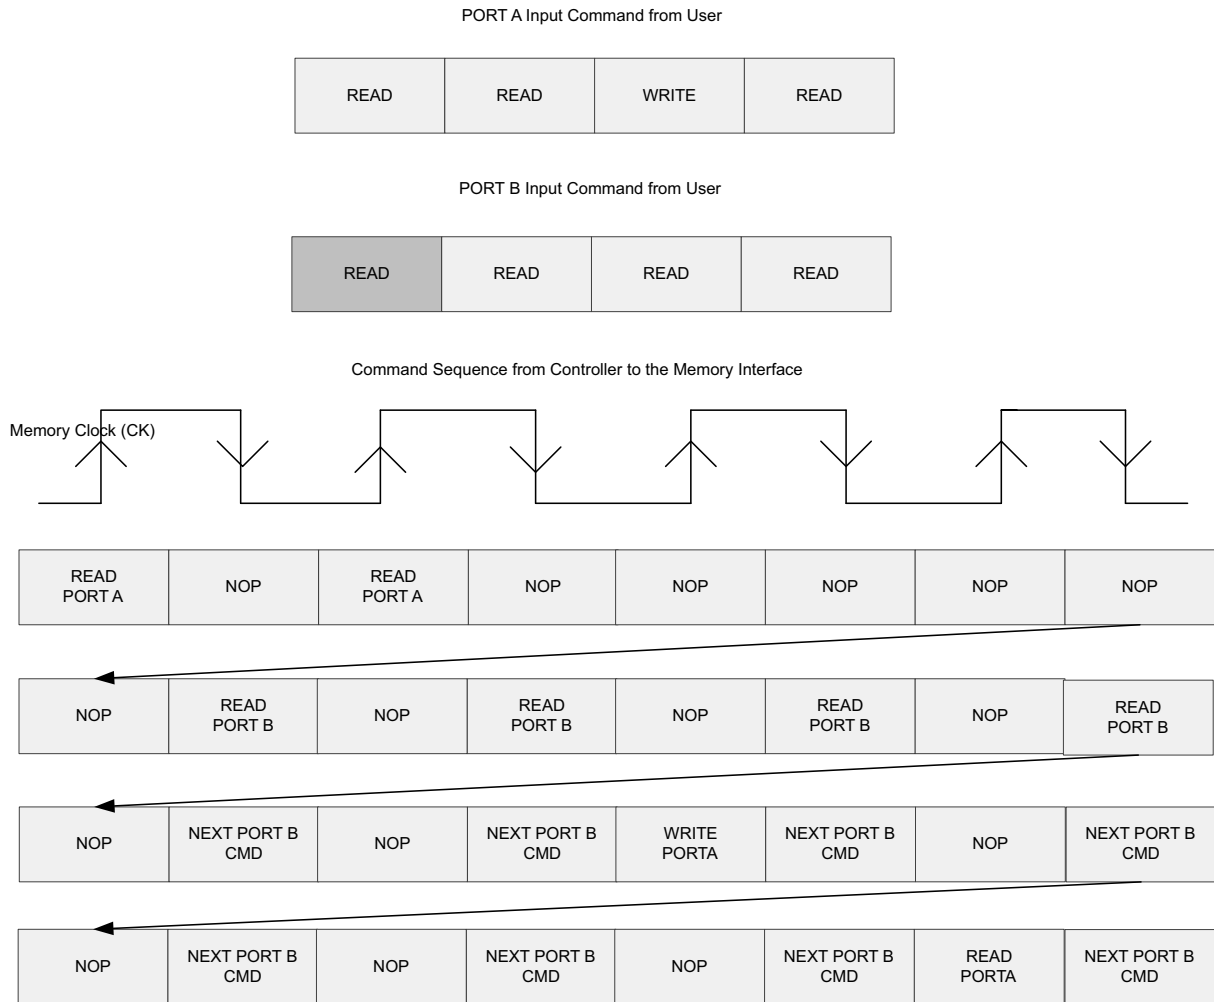 PORT A Input Command from User
READ READ WRITE READ
PORT B Input Command from User
READ READ READ READ
Command Sequence from Controller to the Memory Interface
Memory Clock (CK)
READ PORT A NOP READ PORT A NOP NOP NOP NOP NOP
NOP READ PORT B NOP READ PORT B NOP READ PORT B NOP READ PORT B
NOP NEXT PORT B CMD NOP NEXT PORT B CMD WRITE PORTA NEXT PORT B CMD NOP NEXT PORT B CMD
NOP NEXT PORT B CMD NOP NEXT PORT B CMD NOP NEXT PORT B CMD READ PORTA NEXT PORT B CMD